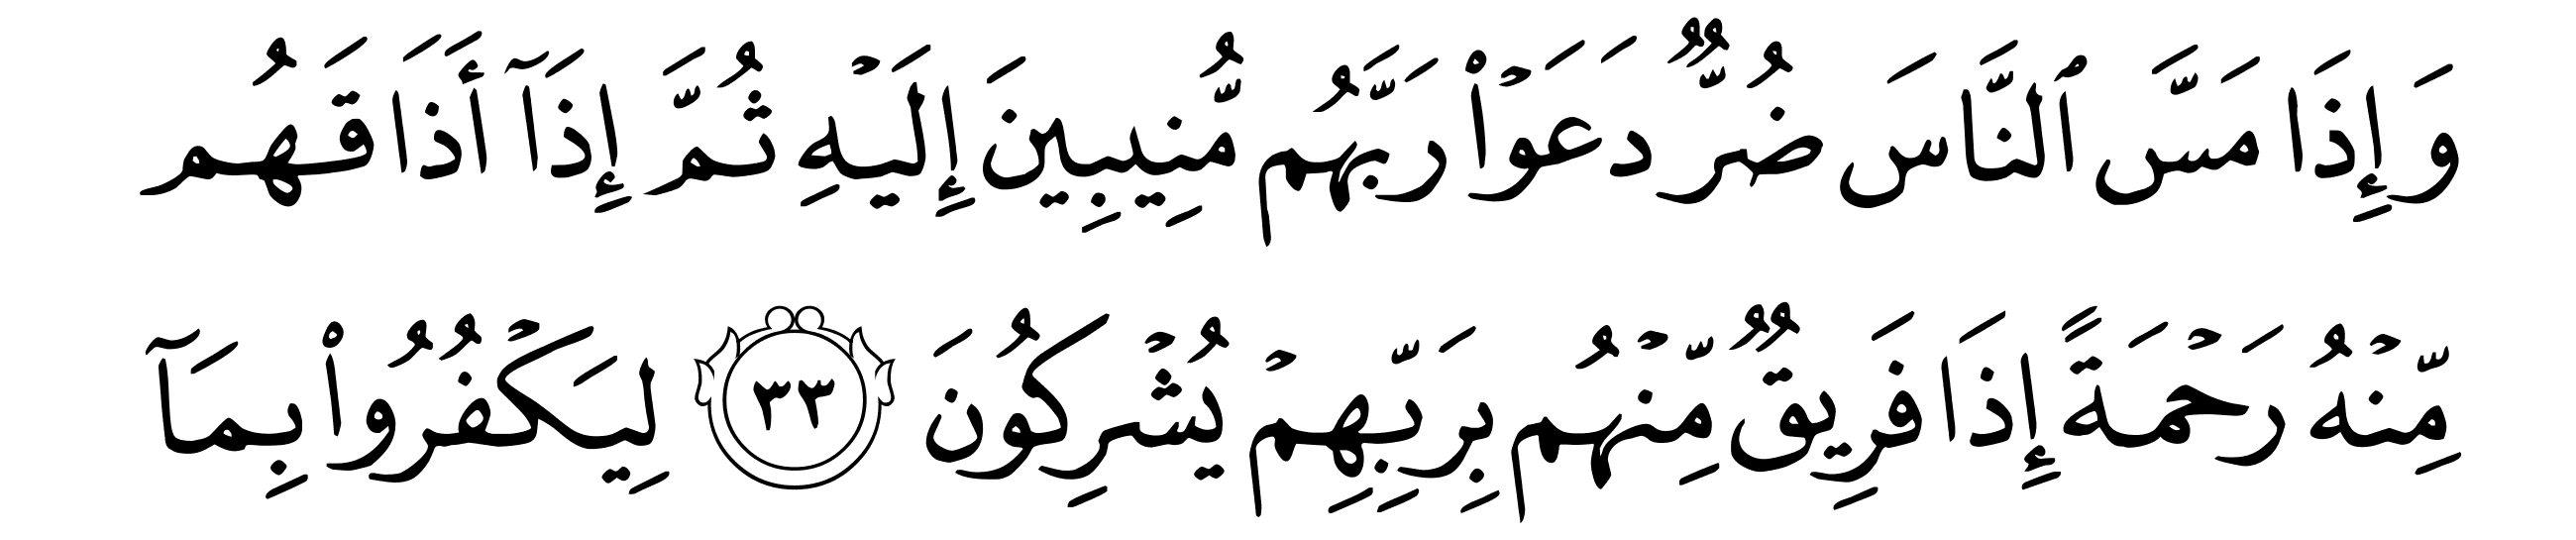 وَإِذَا مَسَّ ٱلنَّاسَ ضُرٌّ دَعَوۡاْ رَبَّهُم مُّنِيبِينَ إِلَيۡهِ ثُمَّ إِذَآ أَذَاقَهُم
مِّنۡهُ رَحۡمَةً إِذَا فَرِيقٌ مِّنۡهُم بِرَبِّهِمۡ يُشۡرِكُونَ ٣٣ لِيَكۡفُرُواْ بِمَآ